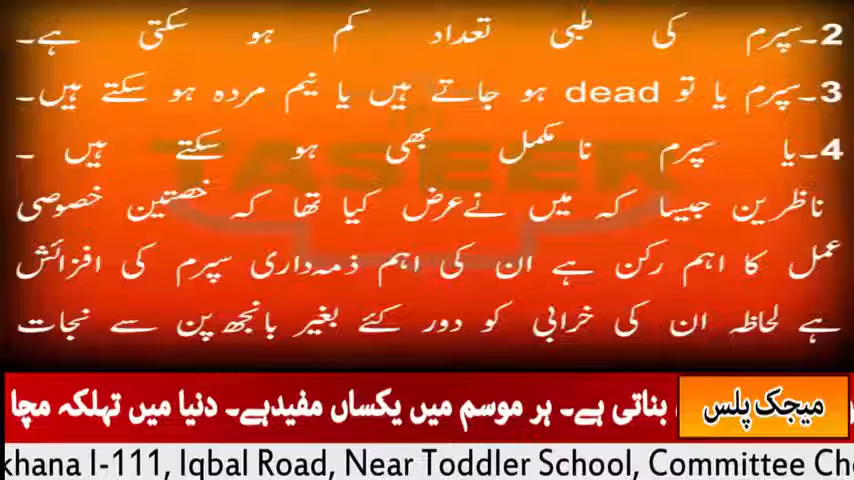 2۔سپرم کی طبی تعداد کم ہو سکتی ہے۔
3۔سپرم یا تو dead ہو جاتے ہیں یا نیم مردہ ہو سکتے ہیں۔
4۔یا سپرم نا مکمل بھی ہو سکتے ہیں ۔
ناظرین جیسا کہ میں نےعرض کیا تھا کہ خصتین خصوصی
عمل کا اہم رکن ہے ان کی اہم ذمہ داری سپرم کی افزائش
ہے لحاظہ ان کی خرابی کو دور کئے بغیر بانجھ پن سے نجات
TASEER
میجک پلس
بناتی ہے۔ ہر موسم میں یکساں مفیدہے۔ دنیا میں تہلکہ مچا
khana I-111, Iqbal Road, Near Toddler School, Committee Ch